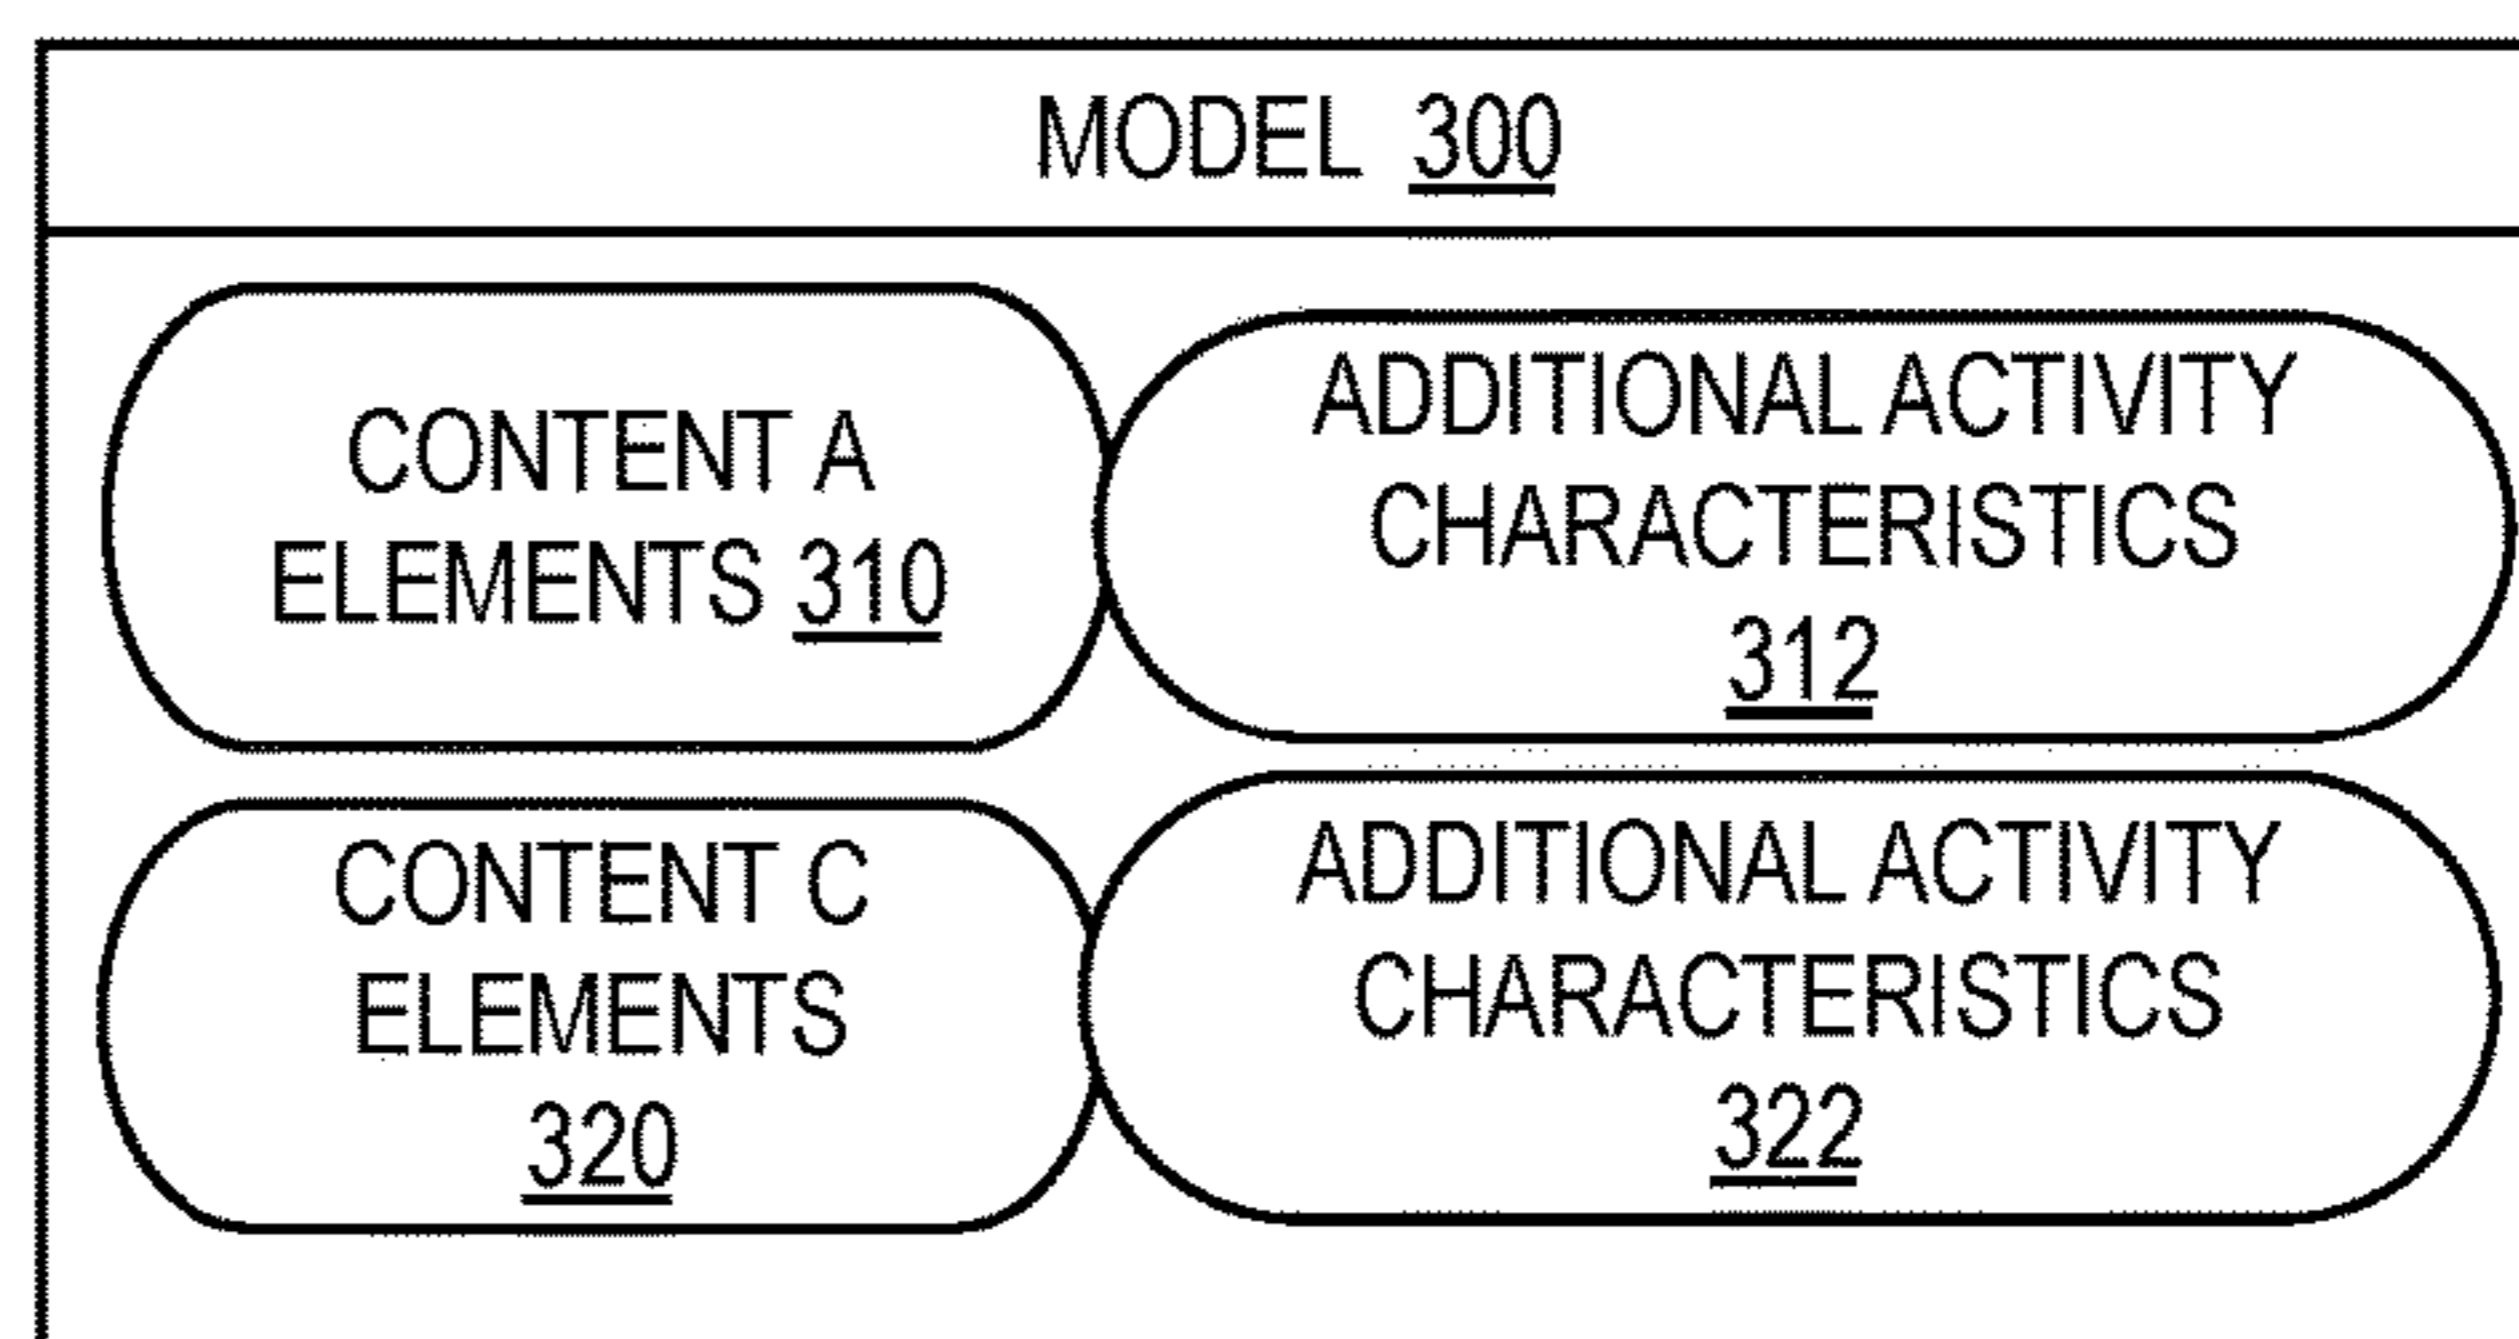 MODEL 300
CONTENT A
ELEMENTS 310
ADDITIONAL ACTIVITY
CHARACTERISTICS
312
CONTENT C
ELEMENTS
320
ADDITIONAL ACTIVITY
CHARACTERISTICS
322